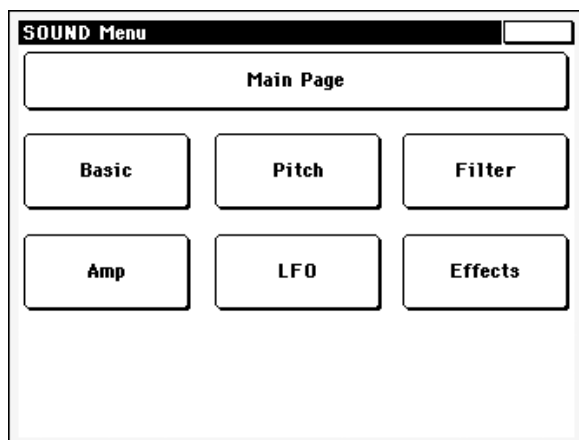 SOUND Menu
Main Page
Basic Pitch Filter
Amp LFO Effects